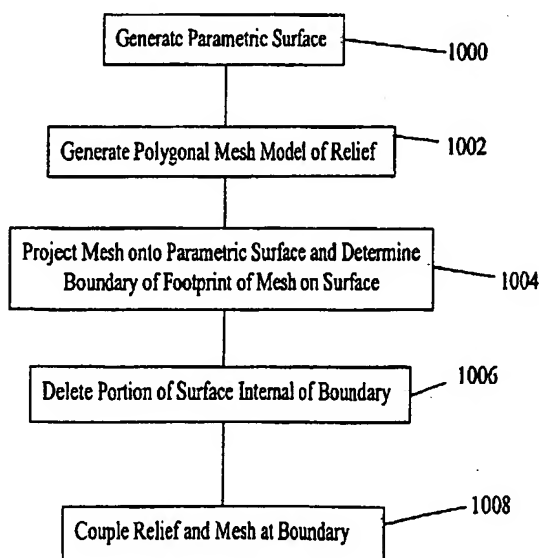 Generate Parametric Surface
1000
Generate Polygonal Mesh Model of Relief
1002
Project Mesh onto Parametric Surface and Determine
Boundary of Footprint of Mesh on Surface
1004
Delete Portion of Surface Internal of Boundary
1006
Couple Relief and Mesh at Boundary
1008